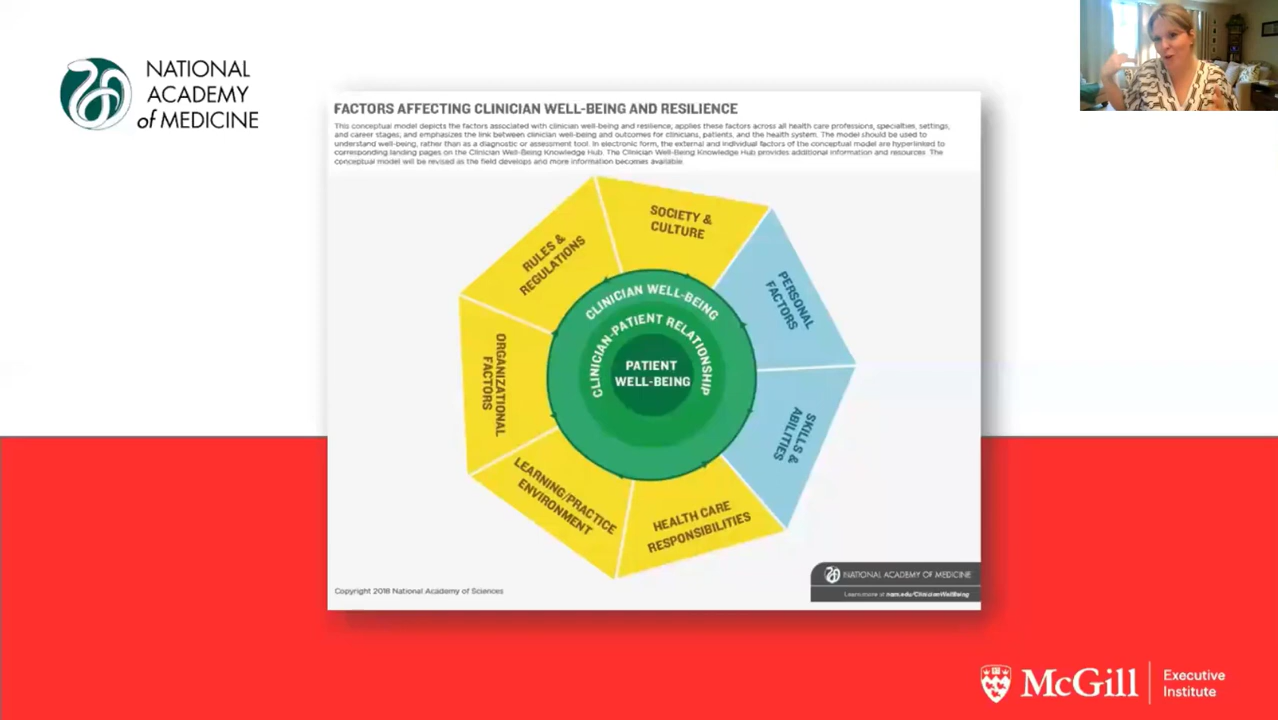 NATIONAL
ACADEMY
of MEDICINE
FACTORS AFFECTING CLINICIAN WELL-BEING AND RESILIENCE
This conceptual model depicts the factors associated with clinician well-being and resilience; applies these factors across all health care professions, specialties, settings,
and career stages; and emphasizes the link between clinician well-being and outcomes for clinicians, patients, and the health system. The model should be used to
understand well-being, rather than as a diagnostic or assessment tool. In electronic form, the external and individual factors of the conceptual model are hyperlinked to
corresponding landing pages on the Clinician Well-Being Knowledge Hub. The Clinician Well-Being Knowledge Hub provides additional information and resources. The
conceptual model will be revised as the field develops and more information becomes available.
SOCIETY &
CULTURE
RULES &
REGULATIONS
PERSONAL
FACTORS
CLINICIAN WELL-BEING
CLINICIAN-PATIENT RELATIONSHIP
PATIENT
WELL-BEING
ORGANIZATIONAL
FACTORS
SKILLS &
ABILITIES
LEARNING/PRACTICE
ENVIRONMENT
HEALTH CARE
RESPONSIBILITIES
NATIONAL ACADEMY OF MEDICINE
Learn more at nam.edu/ClinicianWellBeing
Copyright 2018 National Academy of Sciences
McGill
Executive
Institute